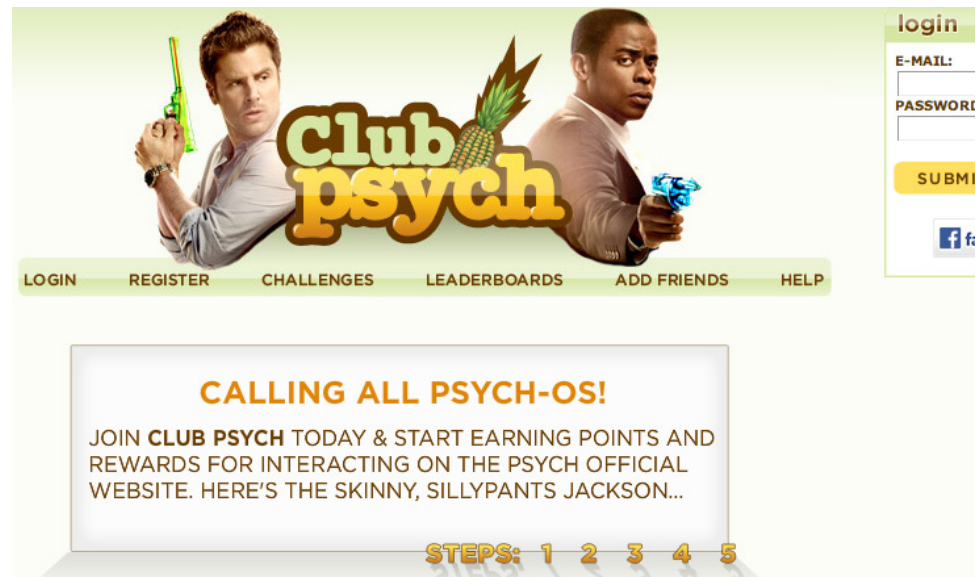 login
E-MAIL:
PASSWORD
SUBMI
fa
Club
psych
LOGIN REGISTER CHALLENGES LEADERBOARDS ADD FRIENDS HELP
CALLING ALL PSYCH-OS!
JOIN CLUB PSYCH TODAY & START EARNING POINTS AND
REWARDS FOR INTERACTING ON THE PSYCH OFFICIAL
WEBSITE. HERE'S THE SKINNY, SILLYPANTS JACKSON...
STEPS: 1 2 3 4 5